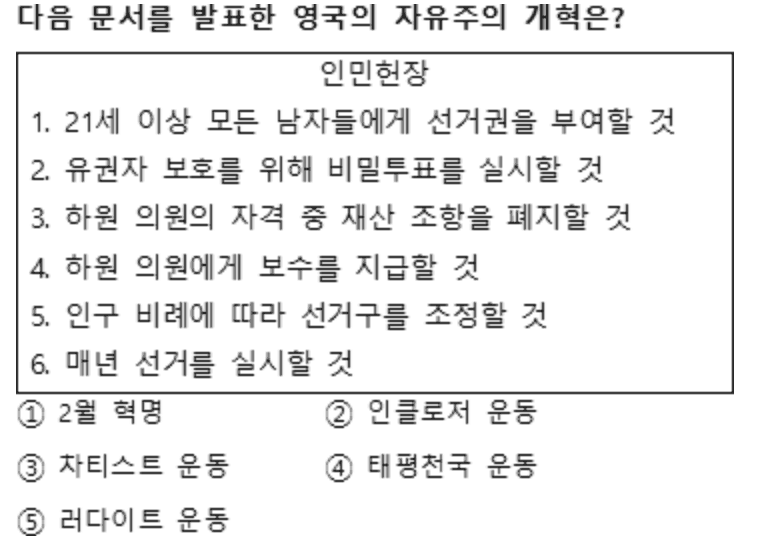 다음 문서를 발표한 영국의 자유주의 개혁은?
인민헌장
1. 21세 이상 모든 남자들에게 선거권을 부여할 것
2. 유권자 보호를 위해 비밀투표를 실시할 것
3. 하원 의원의 자격 중 재산 조항을 폐지할 것
4. 하원 의원에게 보수를 지급할 것
5. 인구 비례에 따라 선거구를 조정할 것
6. 매년 선거를 실시할 것
① 2월 혁명 ② 인클로저 운동
③ 차티스트 운동 ④ 태평천국 운동
⑤ 러다이트 운동